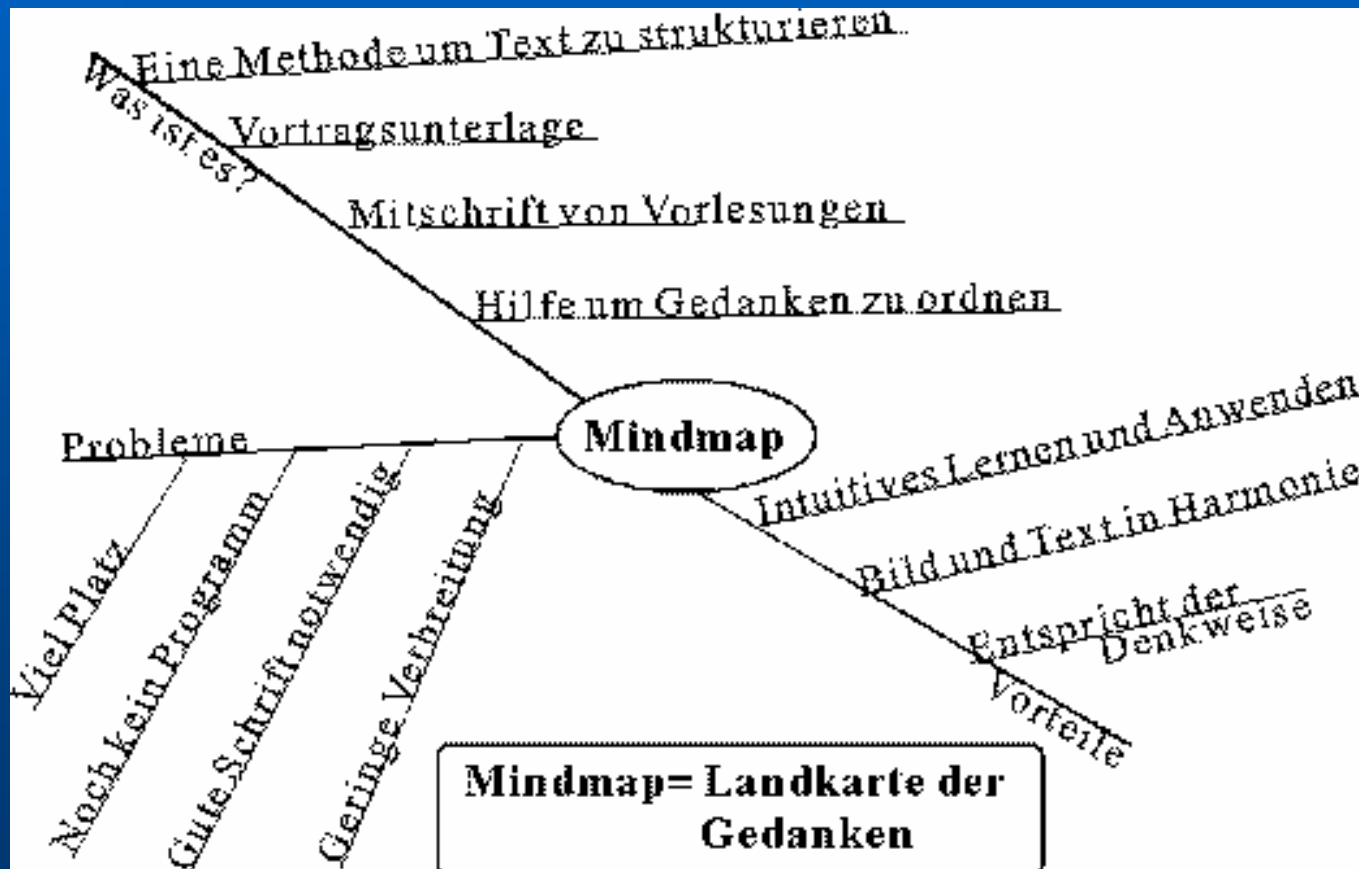 Eine Methode um Text zu strukturieren
Was ist es?
Vortragsunterlage
Mitschrift von Vorlesungen
Hilfe um Gedanken zu ordnen
Mindmap
Probleme
Viel Platz
Noch kein Programm
Gute Schrift notwendig
Geringe Verbreitung
Intuitives Lernen und Anwenden
Bild und Text in Harmonie
Entspricht der
Denkweise
Vorteile
Mindmap= Landkarte der
Gedanken